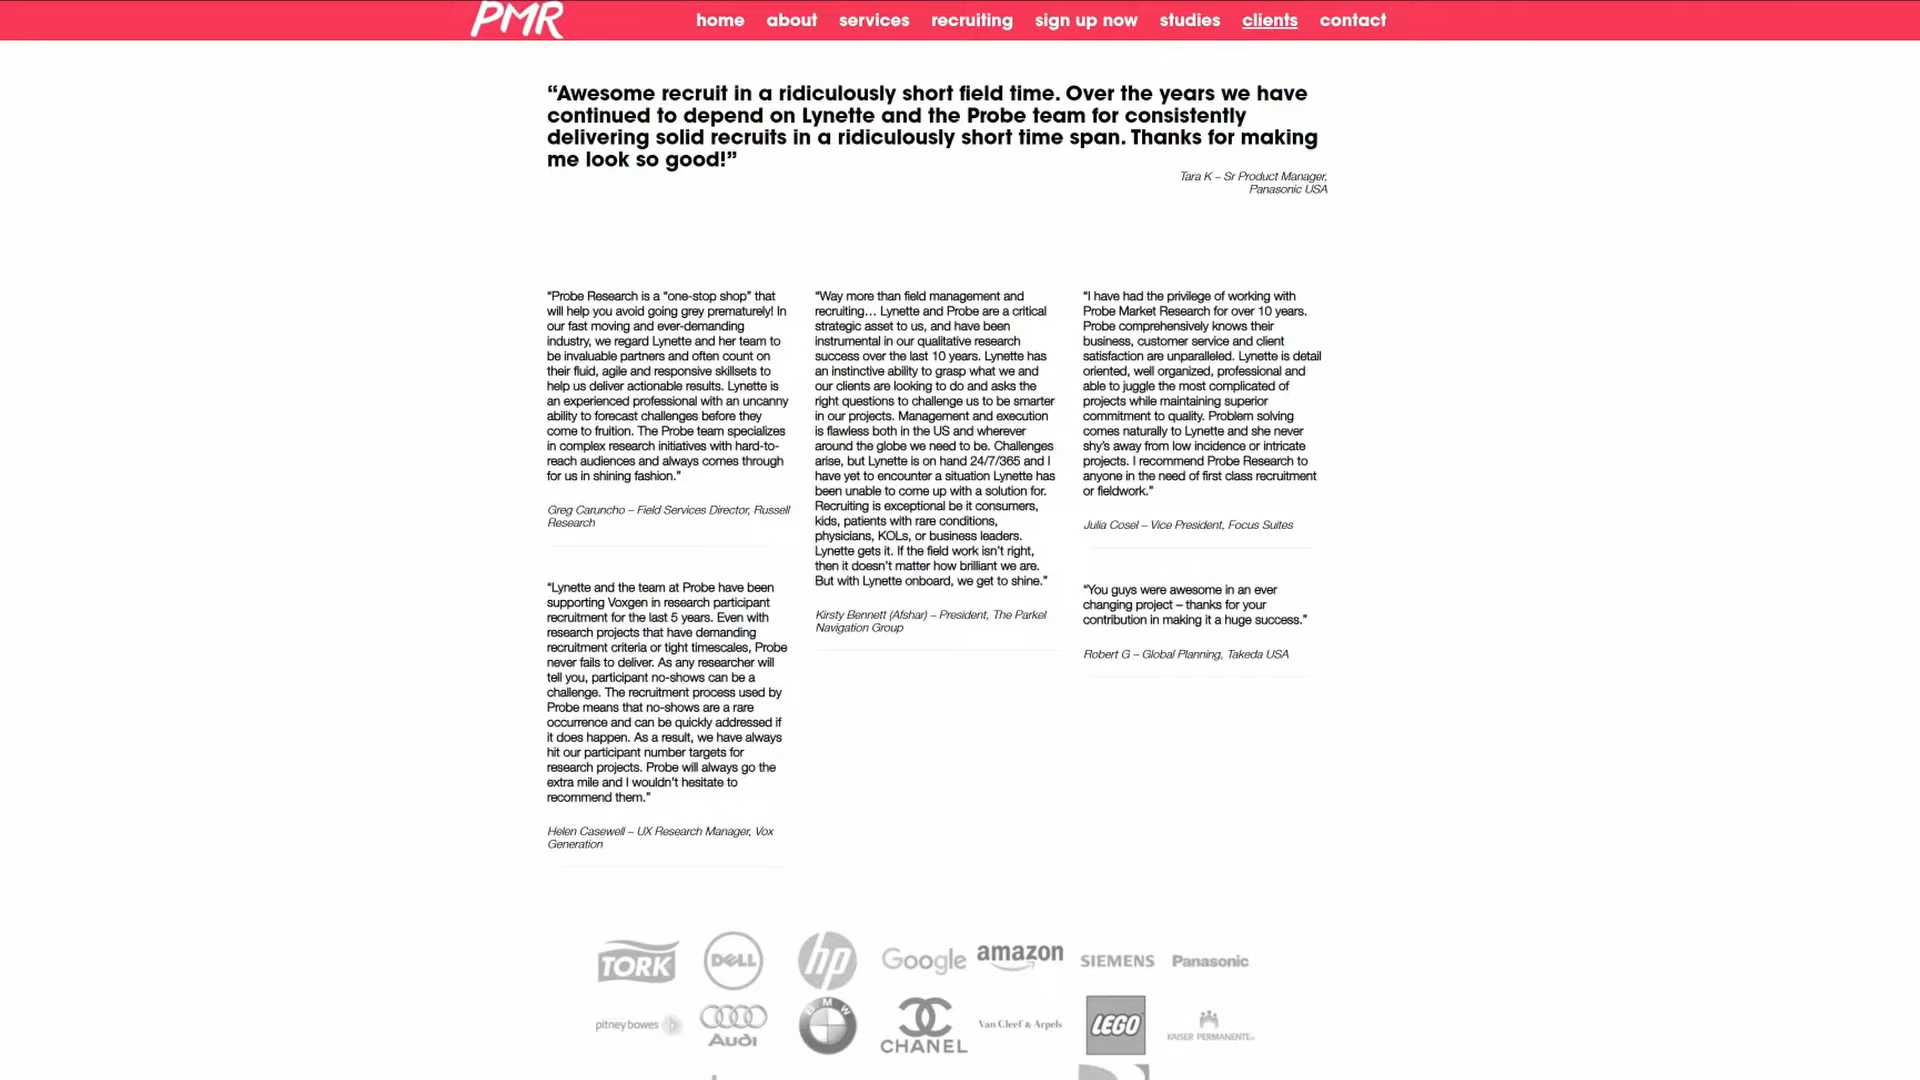 PMR
home about services recruiting sign up now studies clients contact
“Awesome recruit in a ridiculously short field time. Over the years we have
continued to depend on Lynette and the Probe team for consistently
delivering solid recruits in a ridiculously short time span. Thanks for making
me look so good!”
Tara K – Sr Product Manager,
Panasonic USA
“Probe Research is a “one-stop shop” that
will help you avoid going grey prematurely! In
our fast moving and ever-demanding
industry, we regard Lynette and her team to
be invaluable partners and often count on
their fluid, agile and responsive skillsets to
help us deliver actionable results. Lynette is
an experienced professional with an uncanny
ability to forecast challenges before they
come to fruition. The Probe team specializes
in complex research initiatives with hard-to-
reach audiences and always comes through
for us in shining fashion.”
Greg Caruncho – Field Services Director, Russell
Research
“Lynette and the team at Probe have been
supporting Voxgen in research participant
recruitment for the last 5 years. Even with
research projects that have demanding
recruitment criteria or tight timescales, Probe
never fails to deliver. As any researcher will
tell you, participant no-shows can be a
challenge. The recruitment process used by
Probe means that no-shows are a rare
occurrence and can be quickly addressed if
it does happen. As a result, we have always
hit our participant number targets for
research projects. Probe will always go the
extra mile and I wouldn’t hesitate to
recommend them.”
Helen Casewell – UX Research Manager, Vox
Generation
“Way more than field management and
recruiting… Lynette and Probe are a critical
strategic asset to us, and have been
instrumental in our qualitative research
success over the last 10 years. Lynette has
an instinctive ability to grasp what we and
our clients are looking to do and asks the
right questions to challenge us to be smarter
in our projects. Management and execution
is flawless both in the US and wherever
around the globe we need to be. Challenges
arise, but Lynette is on hand 24/7/365 and I
have yet to encounter a situation Lynette has
been unable to come up with a solution for.
Recruiting is exceptional be it consumers,
kids, patients with rare conditions,
physicians, KOLs, or business leaders.
Lynette gets it. If the field work isn’t right,
then it doesn’t matter how brilliant we are.
But with Lynette onboard, we get to shine.”
Kirsty Bennett (Afshar) – President, The Parkel
Navigation Group
“I have had the privilege of working with
Probe Market Research for over 10 years.
Probe comprehensively knows their
business, customer service and client
satisfaction are unparalleled. Lynette is detail
oriented, well organized, professional and
able to juggle the most complicated of
projects while maintaining superior
commitment to quality. Problem solving
comes naturally to Lynette and she never
shy’s away from low incidence or intricate
projects. I recommend Probe Research to
anyone in the need of first class recruitment
or fieldwork.”
Julia Cosel – Vice President, Focus Suites
“You guys were awesome in an ever
changing project – thanks for your
contribution in making it a huge success.”
Robert G – Global Planning, Takeda USA
TORK DELL hp Google amazon SIEMENS Panasonic
pitney bowes Audi BMW CHANEL Van Cleef & Arpels LEGO KAISER PERMANENTE